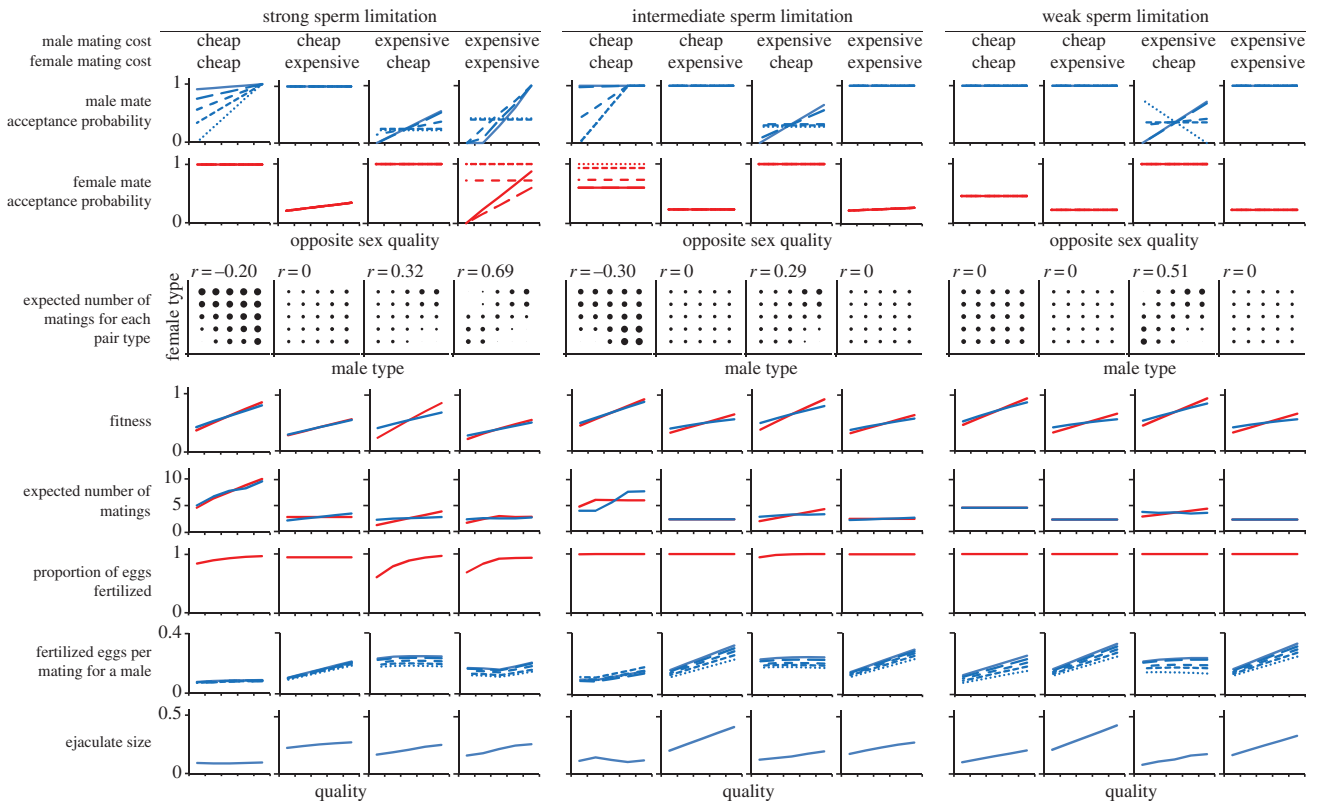 strong sperm limitation intermediate sperm limitation weak sperm limitation
male mating cost cheap cheap expensive expensive cheap cheap expensive expensive cheap cheap expensive expensive
female mating cost cheap expensive cheap expensive cheap expensive cheap expensive cheap expensive cheap expensive
1
male mate
acceptance probability
0
1
female mate
acceptance probability
0
opposite sex quality opposite sex quality opposite sex quality
r = –0.20 r = 0 r = 0.32 r = 0.69 r = –0.30 r = 0 r = 0.29 r = 0 r = 0 r = 0 r = 0.51 r = 0
expected number of
matings for each
pair type
female type
male type male type male type
1
fitness
0
10
expected number of
matings
5
0
1
proportion of eggs
fertilized
0
0.4
fertilized eggs per
mating for a male
0
0.5
ejaculate size
0
quality quality quality